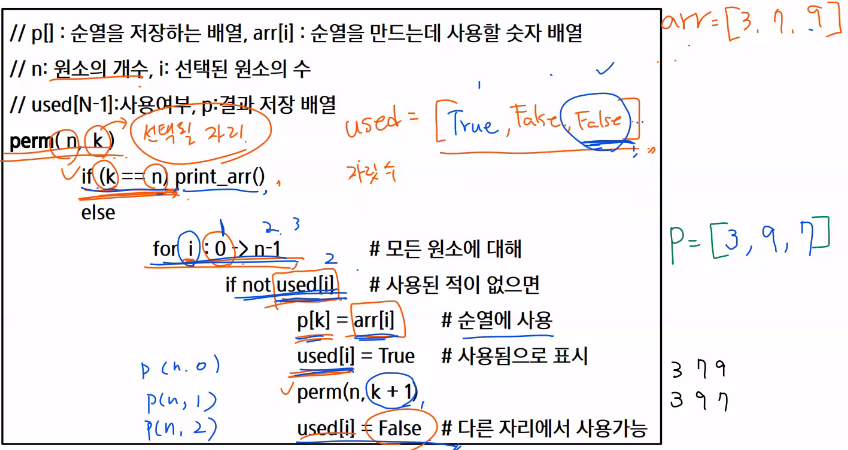 // p[] : 순열을 저장하는 배열, arr[i] : 순열을 만드는데 사용할 숫자 배열
// n: 원소의 개수, i: 선택된 원소의 수
// used[N-1]:사용여부, p:결과 저장 배열
perm( n, k )
if (k == n) print_arr()
else
for i : 0 -> n-1 # 모든 원소에 대해
if not used[i] # 사용된 적이 없으면
p[k] = arr[i] # 순열에 사용
used[i] = True # 사용됨으로 표시
perm(n, k + 1)
used[i] = False # 다른 자리에서 사용가능
arr = [3, 7, 9]
선택될 자리
used = [True, False, False]
자릿수
1 2. 3
2
P = [3, 9, 7]
p (n. 0)
p(n, 1)
p(n, 2)
3 7 9
3 9 7